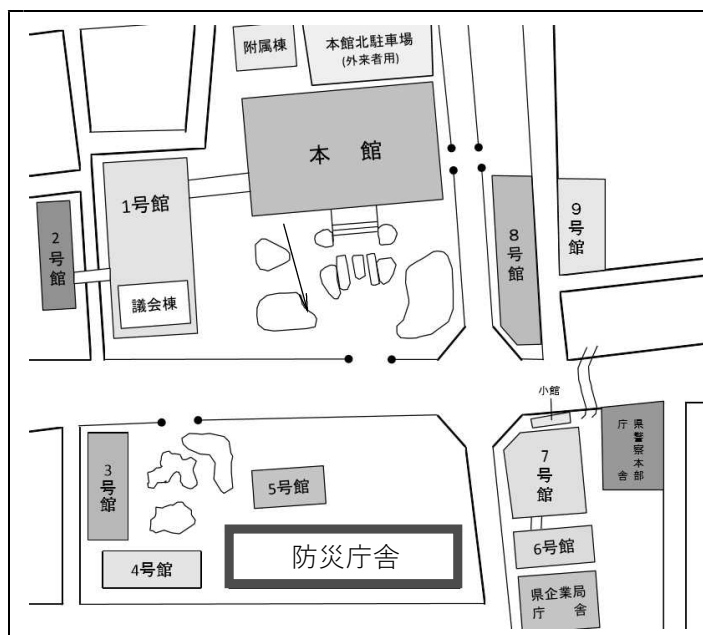 附属棟
本館北駐車場
(外来者用)
本館
1号館
2号館
議会棟
8号館
9号館
小館
県警察本部
庁舎
7号館
3号館
5号館
4号館
防災庁舎
6号館
県企業局
庁舎